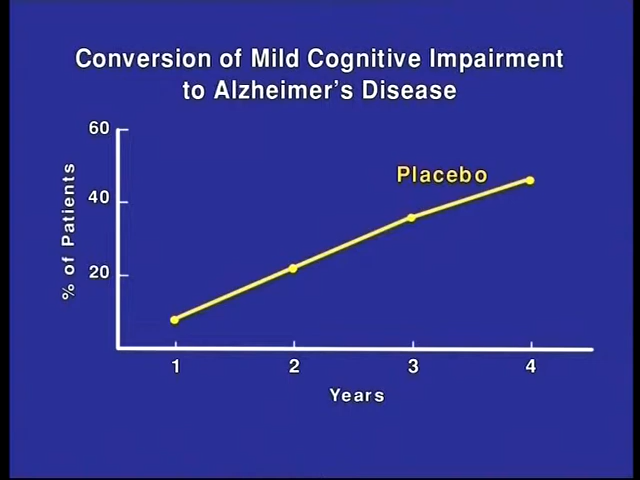 Conversion of Mild Cognitive Impairment
to Alzheimer's Disease
60
40
20
% of Patients
Placebo
1 2 3 4
Years